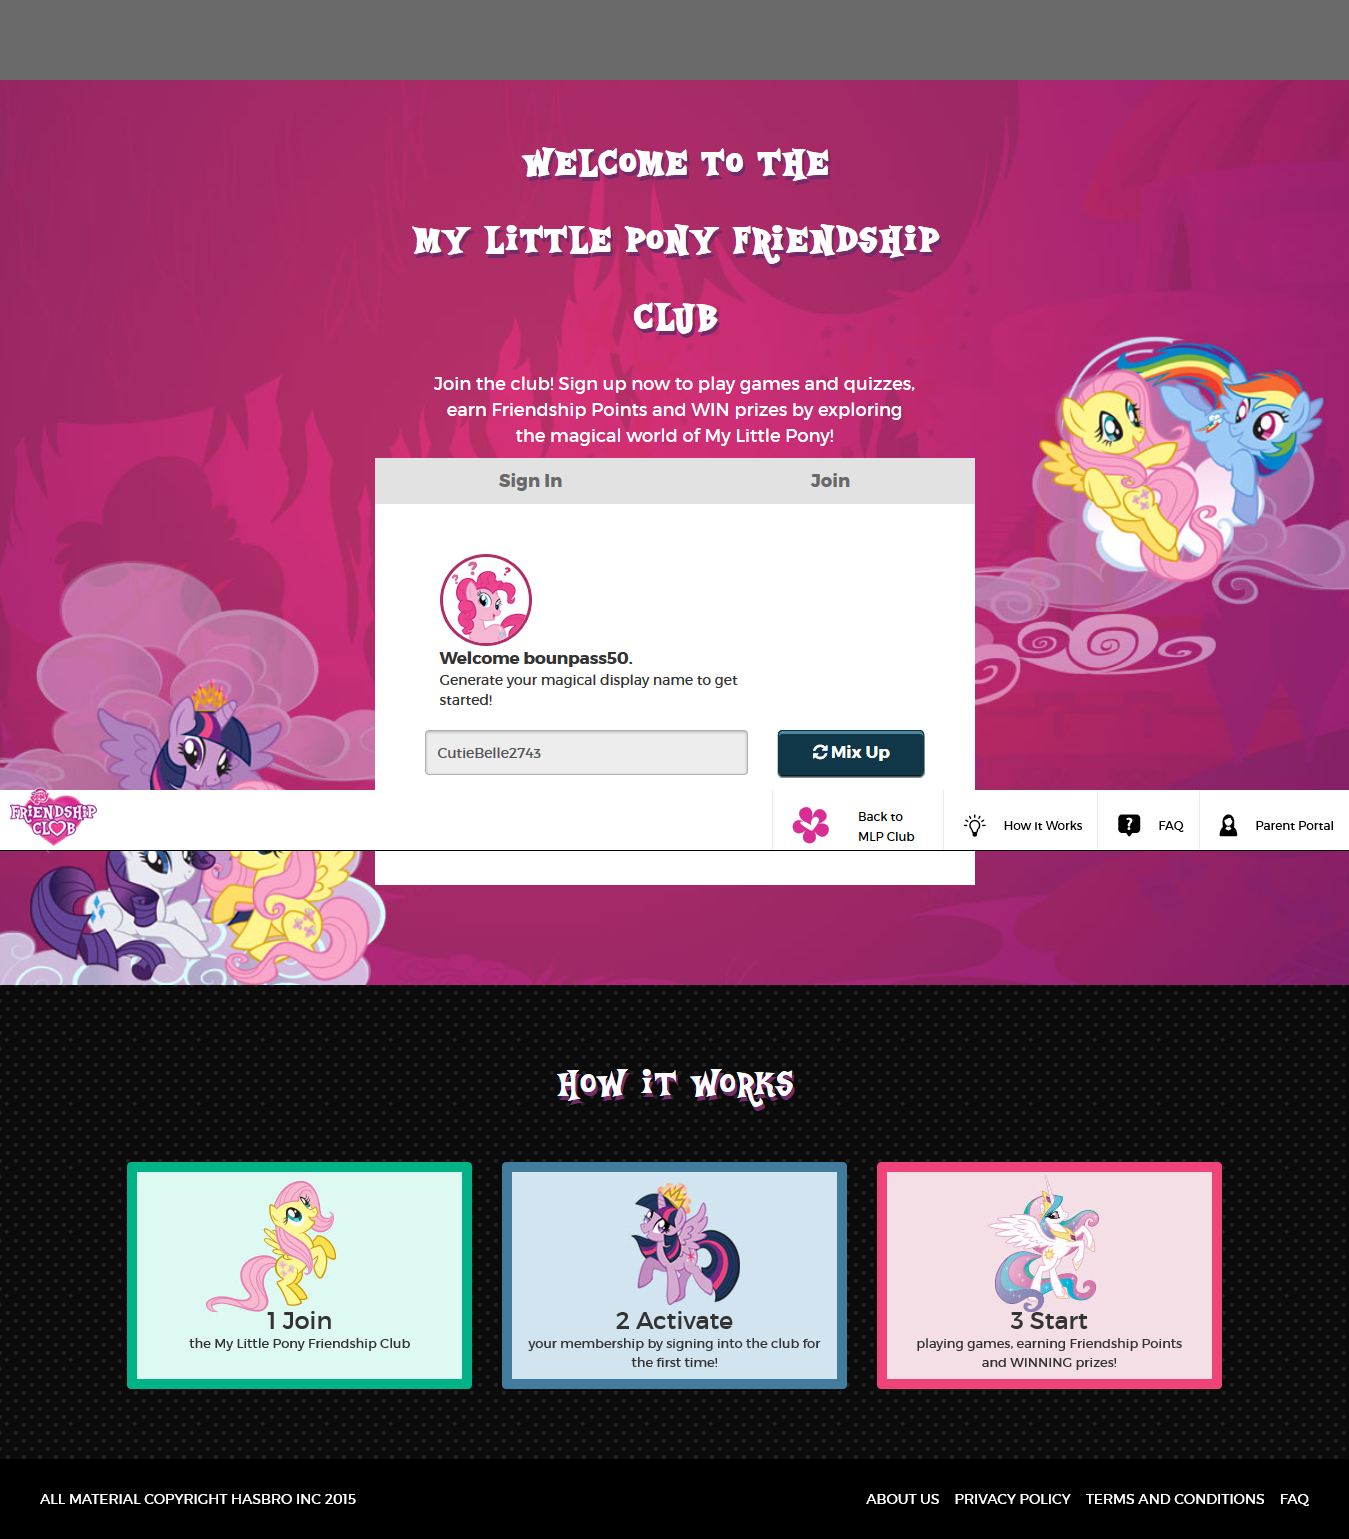 WELCOME TO THE
MY LiTTLE PONY FRiENDSHiP
CLUB
Join the club! Sign up now to play games and quizzes,
earn Friendship Points and WIN prizes by exploring
the magical world of My Little Pony!
Sign In
Join
? ? ?
Welcome bounpass50.
Generate your magical display name to get
started!
CutieBelle2743
Mix Up
FRiENDSHiP
CLUB
Back to
MLP Club
How It Works
?
FAQ
Parent Portal
HOW iT WORKS
1 Join
the My Little Pony Friendship Club
2 Activate
your membership by signing into the club for
the first time!
3 Start
playing games, earning Friendship Points
and WINNING prizes!
ALL MATERIAL COPYRIGHT HASBRO INC 2015
ABOUT US
PRIVACY POLICY
TERMS AND CONDITIONS
FAQ